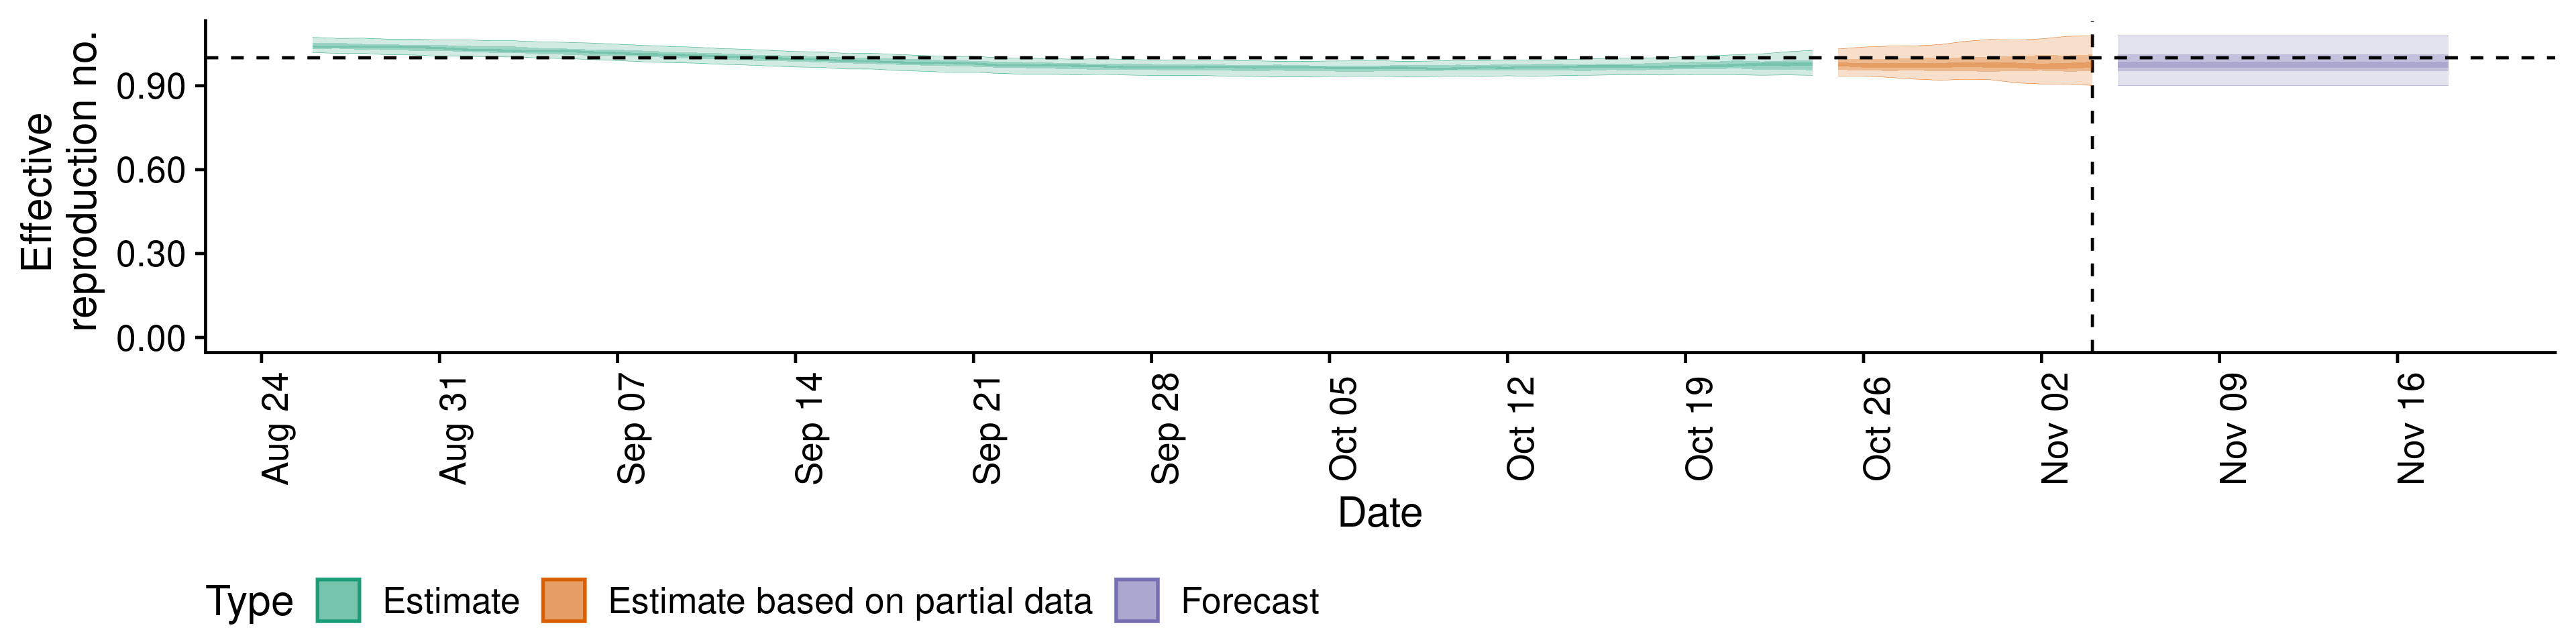 Effective
reproduction no.
0.90
0.60
0.30
0.00
Aug 24
Aug 31
Sep 07
Sep 14
Sep 21
Sep 28
Oct 05
Oct 12
Oct 19
Oct 26
Nov 02
Nov 09
Nov 16
Date
Type Estimate Estimate based on partial data Forecast